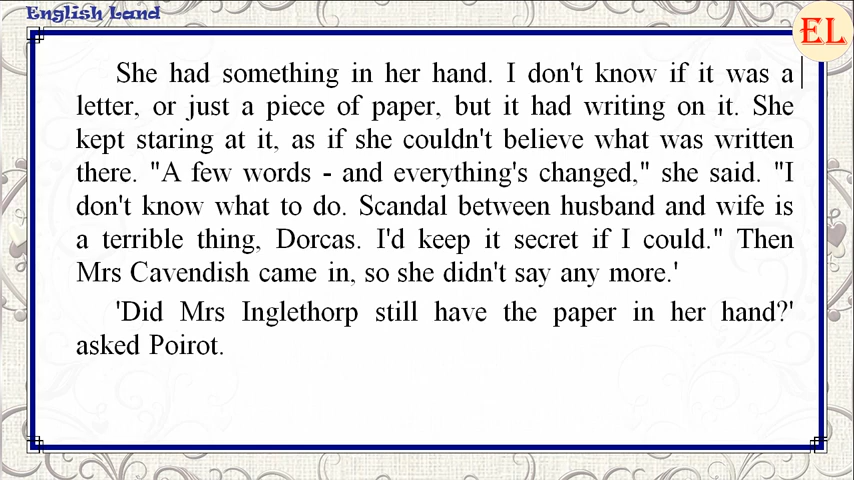 English Land
EL
She had something in her hand. I don't know if it was a
letter, or just a piece of paper, but it had writing on it. She
kept staring at it, as if she couldn't believe what was written
there. "A few words - and everything's changed," she said. "I
don't know what to do. Scandal between husband and wife is
a terrible thing, Dorcas. I'd keep it secret if I could." Then
Mrs Cavendish came in, so she didn't say any more.'
'Did Mrs Inglethorp still have the paper in her hand?'
asked Poirot.